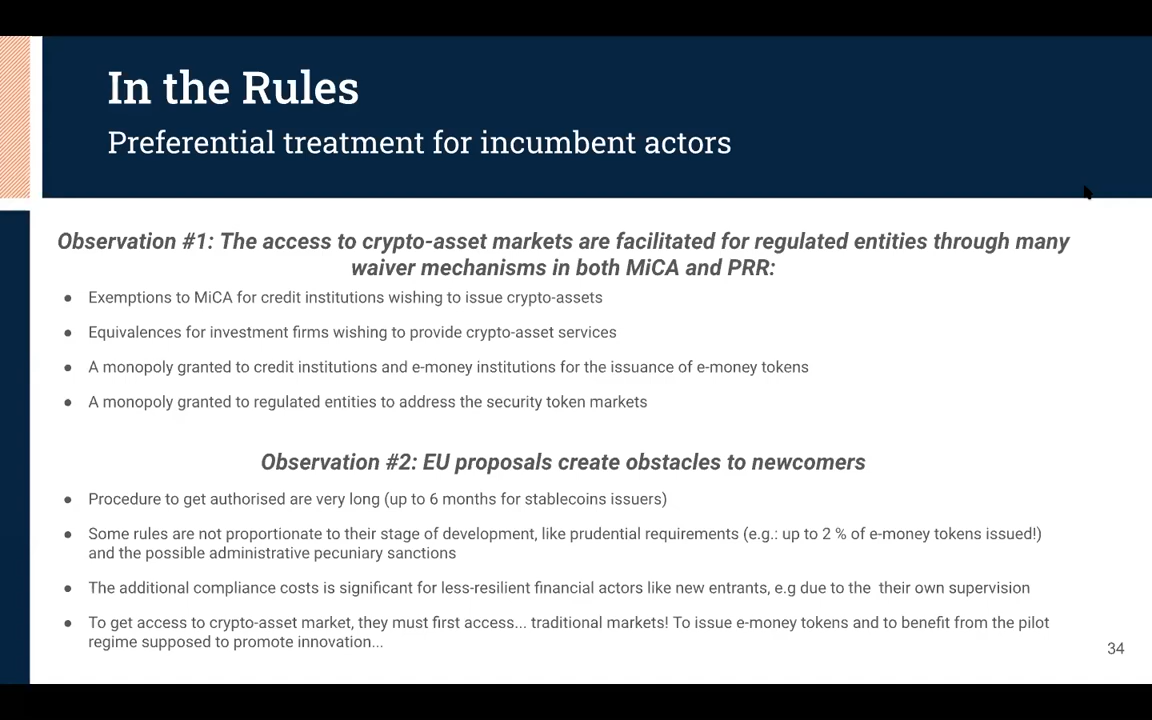 In the Rules
Preferential treatment for incumbent actors
Observation #1: The access to crypto-asset markets are facilitated for regulated entities through many
waiver mechanisms in both MiCA and PRR:
● Exemptions to MiCA for credit institutions wishing to issue crypto-assets
● Equivalences for investment firms wishing to provide crypto-asset services
● A monopoly granted to credit institutions and e-money institutions for the issuance of e-money tokens
● A monopoly granted to regulated entities to address the security token markets
Observation #2: EU proposals create obstacles to newcomers
● Procedure to get authorised are very long (up to 6 months for stablecoins issuers)
● Some rules are not proportionate to their stage of development, like prudential requirements (e.g.: up to 2 % of e-money tokens issued!)
and the possible administrative pecuniary sanctions
● The additional compliance costs is significant for less-resilient financial actors like new entrants, e.g due to the their own supervision
● To get access to crypto-asset market, they must first access... traditional markets! To issue e-money tokens and to benefit from the pilot
regime supposed to promote innovation...
34